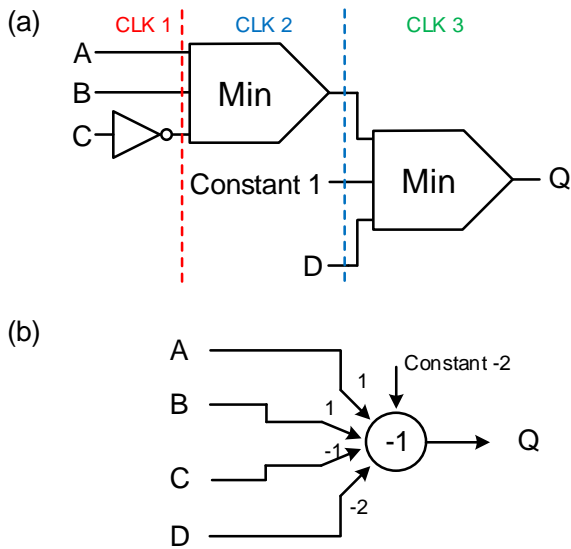 (a)
CLK 1 CLK 2 CLK 3
A
B
C
Min
Constant 1
Min
Q
D
(b)
A
1
Constant -2
B
1
-1
-1
Q
C
-2
D